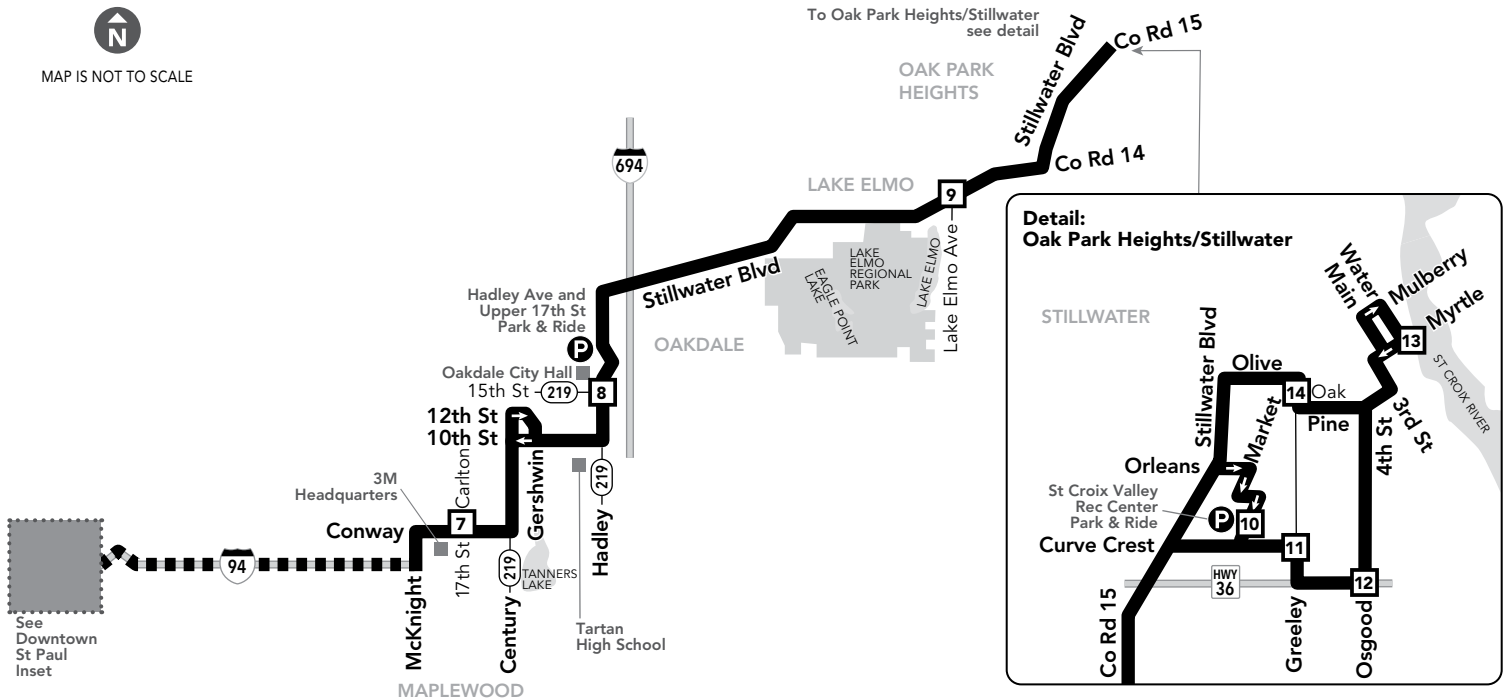 N
MAP IS NOT TO SCALE
To Oak Park Heights/Stillwater
see detail
Co Rd 15
Stillwater Blvd
OAK PARK
HEIGHTS
694
Co Rd 14
LAKE ELMO
9
Lake Elmo Ave
LAKE
ELMO
REGIONAL
PARK
EAGLE POINT
LAKE
LAKE ELMO
Stillwater Blvd
Hadley Ave and
Upper 17th St
Park & Ride
P
OAKDALE
Oakdale City Hall
15th St
219
8
12th St
10th St
Gershwin
219
Hadley
3M
Headquarters
Carlton
7
17th St
Conway
94
219
TANNERS
LAKE
McKnight
Century
Tartan
High School
See
Downtown
St Paul
Inset
MAPLEWOOD
Detail:
Oak Park Heights/Stillwater
Water
Main
Mulberry
Myrtle
13
STILLWATER
ST CROIX RIVER
Stillwater Blvd
Olive
14
Oak
Pine
Market
3rd St
4th St
Orleans
St Croix Valley
Rec Center
Park & Ride
P
10
Curve Crest
11
HWY
36
12
Co Rd 15
Greeley
Osgood